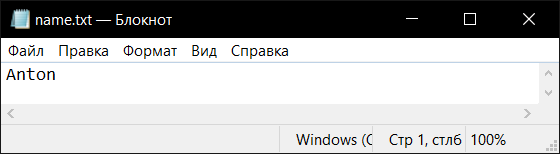 name.txt — Блокнот
Файл Правка Формат Вид Справка
Anton
Windows (C Стр 1, стлб 100%